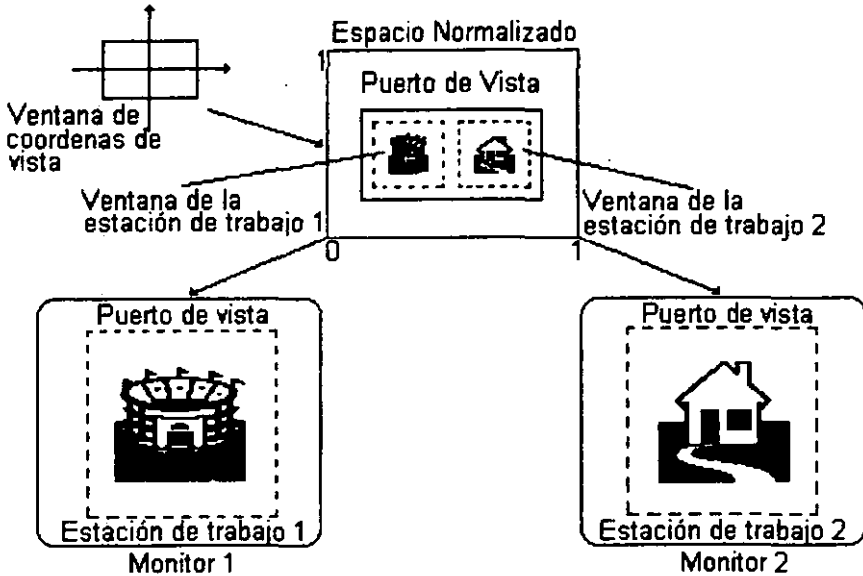 Espacio Normalizado
1
Puerto de Vista
Ventana de
coordenas de
vista
Ventana de la
estación de trabajo 1
Ventana de la
estación de trabajo 2
0
1
Puerto de vista
Estación de trabajo 1
Monitor 1
Puerto de vista
Estación de trabajo 2
Monitor 2